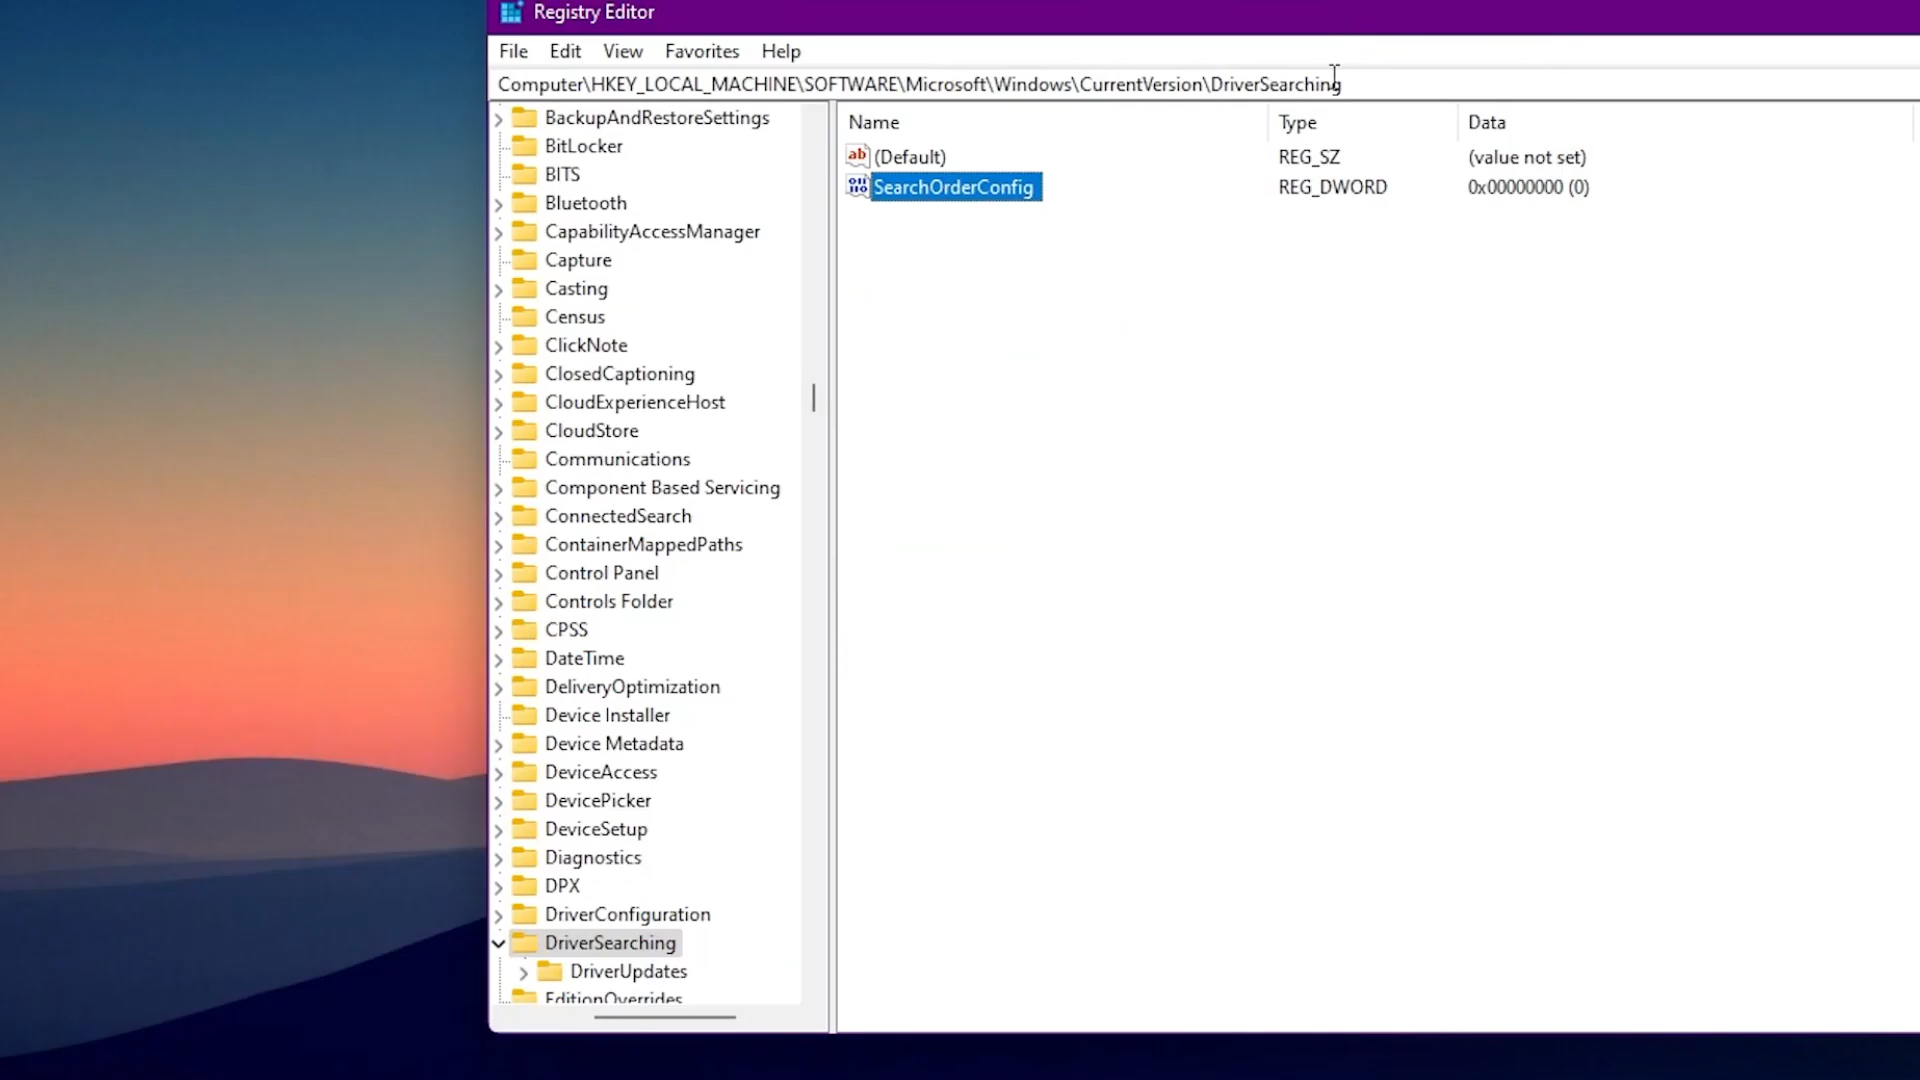 Registry Editor
File Edit View Favorites Help
Computer\HKEY_LOCAL_MACHINE\SOFTWARE\Microsoft\Windows\CurrentVersion\DriverSearching
BackupAndRestoreSettings
BitLocker
BITS
Bluetooth
CapabilityAccessManager
Capture
Casting
Census
ClickNote
ClosedCaptioning
CloudExperienceHost
CloudStore
Communications
Component Based Servicing
ConnectedSearch
ContainerMappedPaths
Control Panel
Controls Folder
CPSS
DateTime
DeliveryOptimization
Device Installer
Device Metadata
DeviceAccess
DevicePicker
DeviceSetup
Diagnostics
DPX
DriverConfiguration
DriverSearching
DriverUpdates
EditionOverrides
Name Type Data
(Default) REG_SZ (value not set)
SearchOrderConfig REG_DWORD 0x00000000 (0)